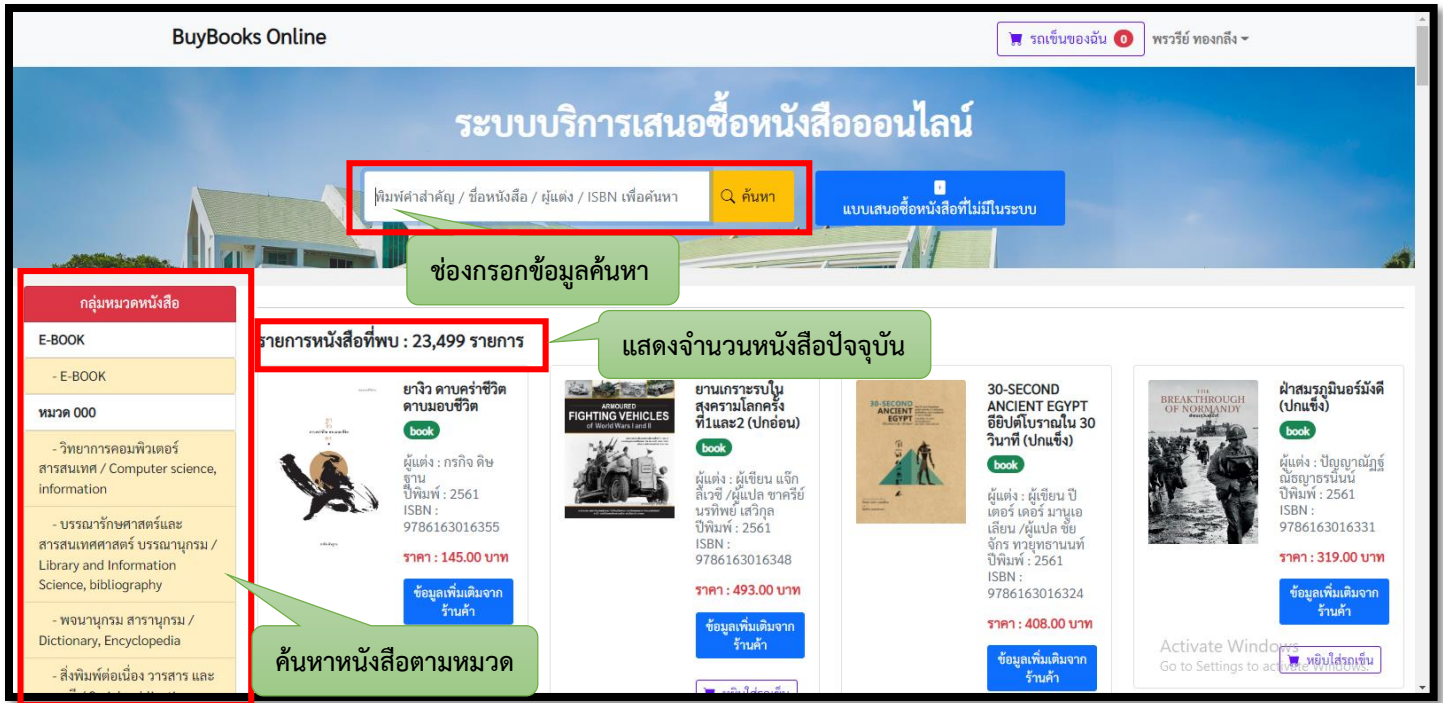 BuyBooks Online
รถเข็นของฉัน 0
พรวรีย์ ทองกลึง
ระบบบริการเสนอซื้อหนังสือออนไลน์
พิมพ์คำสำคัญ / ชื่อหนังสือ / ผู้แต่ง / ISBN เพื่อค้นหา
ค้นหา
แบบเสนอซื้อหนังสือที่ไม่มีในระบบ
ช่องกรอกข้อมูลค้นหา
กลุ่มหมวดหนังสือ
E-BOOK
- E-BOOK
หมวด 000
- วิทยาการคอมพิวเตอร์
สารสนเทศ / Computer science,
information
- บรรณารักษศาสตร์และ
สารสนเทศศาสตร์ บรรณานุกรม /
Library and Information
Science, bibliography
- พจนานุกรม สารานุกรม /
Dictionary, Encyclopedia
- สิ่งพิมพ์ต่อเนื่อง วารสาร และ
ค้นหาหนังสือตามหมวด
รายการหนังสือที่พบ : 23,499 รายการ
แสดงจำนวนหนังสือปัจจุบัน
ยางิว ดาบคร่าชีวิต
ดาบมอบชีวิต
book
ผู้แต่ง : กรกิจ ดิษ
ฐาน
ปีพิมพ์ : 2561
ISBN :
9786163016355
ราคา : 145.00 บาท
ข้อมูลเพิ่มเติมจาก
ร้านค้า
ARMOURED
FIGHTING VEHICLES
of World Wars I and II
ยานเกราะรบใน
สงครามโลกครั้ง
ที่1และ2 (ปกอ่อน)
book
ผู้แต่ง : ผู้เขียน แจ๊ก
ลิเวซี /ผู้แปล ชาครีย์
นรทิพย์ เสวิกุล
ปีพิมพ์ : 2561
ISBN :
9786163016348
ราคา : 493.00 บาท
ข้อมูลเพิ่มเติมจาก
ร้านค้า
หยิบใส่รถเข็น
30-SECOND
ANCIENT
EGYPT
30-SECOND
ANCIENT EGYPT
อียิปต์โบราณใน 30
วินาที (ปกแข็ง)
book
ผู้แต่ง : ผู้เขียน ปี
เตอร์ เดอร์ มานูเอ
เลียน /ผู้แปล ชัย
จักร ทวยุทธานนท์
ปีพิมพ์ : 2561
ISBN :
9786163016324
ราคา : 408.00 บาท
ข้อมูลเพิ่มเติมจาก
ร้านค้า
THE
BREAKTHROUGH
OF NORMANDY
ฝ่าสมรภูมินอร์มังดี
(ปกแข็ง)
book
ผู้แต่ง : ปัญญาณัฏฐ์
ณัธญาธรนินน์
ปีพิมพ์ : 2561
ISBN :
9786163016331
ราคา : 319.00 บาท
ข้อมูลเพิ่มเติมจาก
ร้านค้า
หยิบใส่รถเข็น
Activate Windows
Go to Settings to activate Windows.